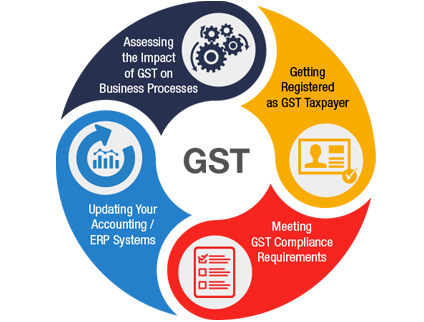 Assessing
the Impact
of GST on
Business Processes
Getting
Registered
as GST Taxpayer
GST
Updating Your
Accounting /
ERP Systems
Meeting
GST Compliance
Requirements